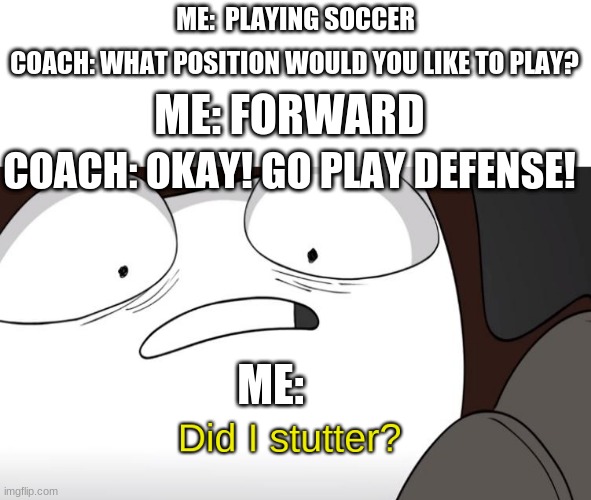 ME:  PLAYING SOCCER
COACH: WHAT POSITION WOULD YOU LIKE TO PLAY?
ME: FORWARD
COACH: OKAY! GO PLAY DEFENSE!
ME:
Did I stutter?
imgflip.com